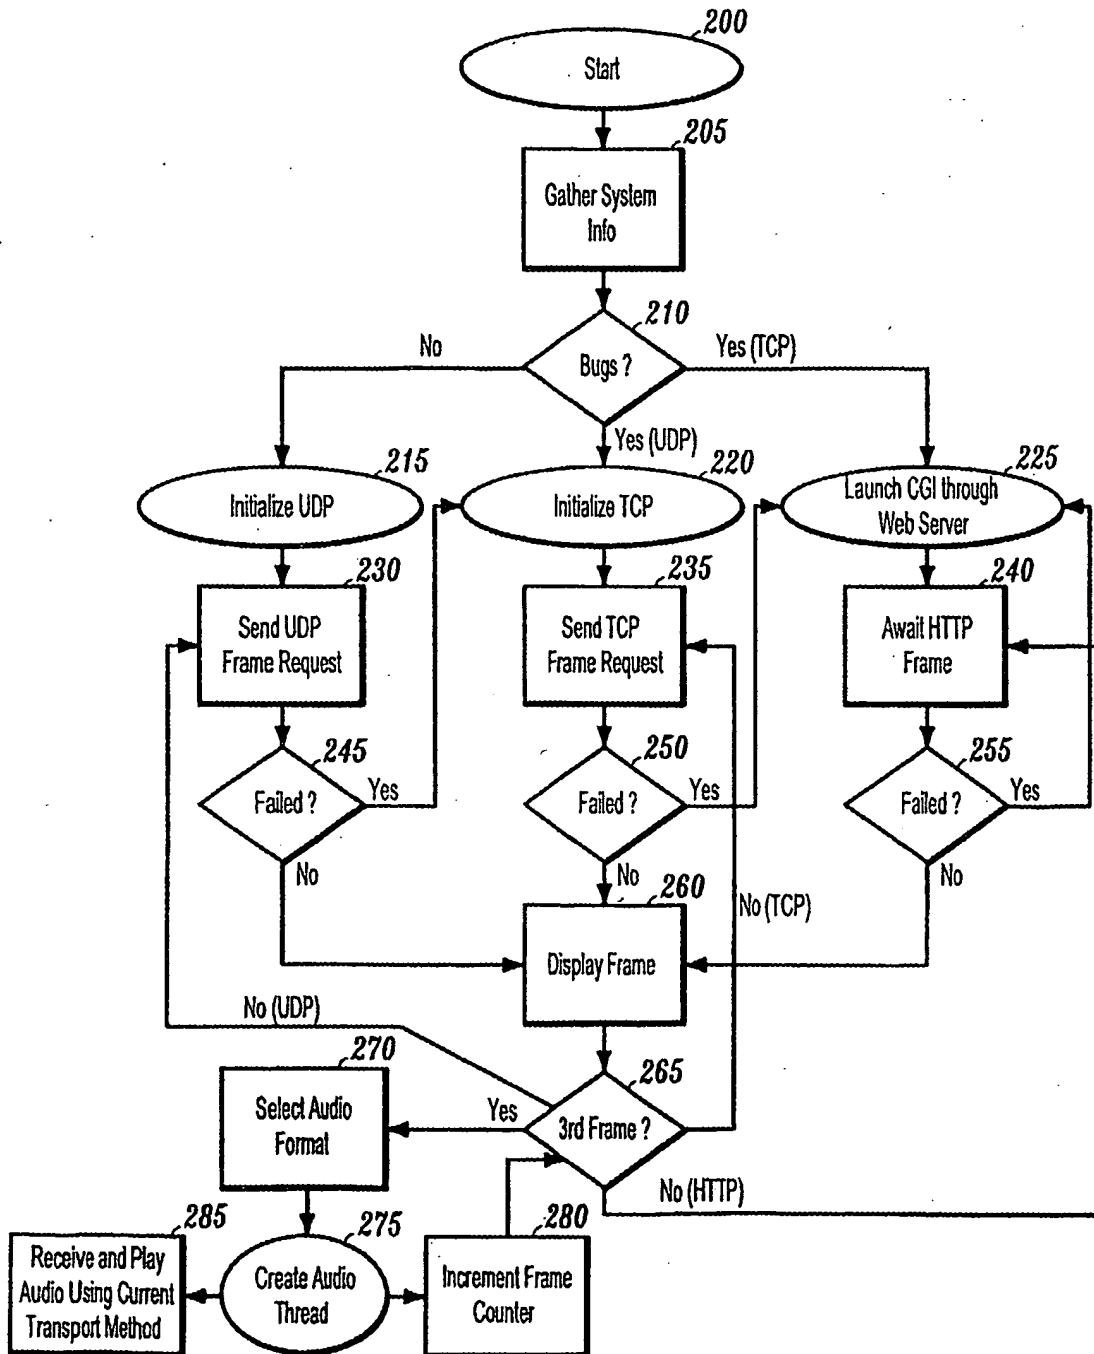 200
Start
205
Gather System
Info
210
Bugs ?
No
Yes (TCP)
Yes (UDP)
215
Initialize UDP
220
Initialize TCP
225
Launch CGI through
Web Server
230
Send UDP
Frame Request
235
Send TCP
Frame Request
240
Await HTTP
Frame
245
Failed ?
Yes
No
250
Failed ?
Yes
No
255
Failed ?
Yes
No
260
Display Frame
No (TCP)
No (UDP)
265
3rd Frame ?
Yes
No (HTTP)
270
Select Audio
Format
275
Create Audio
Thread
280
Increment Frame
Counter
285
Receive and Play
Audio Using Current
Transport Method